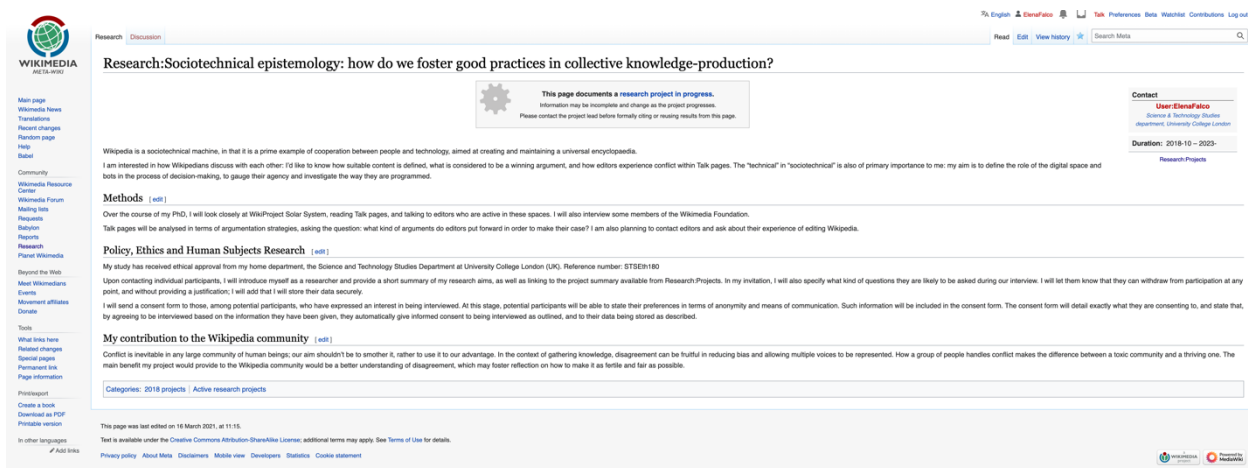 English ElenaFalco Talk Preferences Beta Watchlist Contributions Log out
Research Discussion
Read Edit View history Search Meta
WIKIMEDIA
META-WIKI
Main page
Wikimedia News
Translations
Recent changes
Random page
Help
Babel
Community
Wikimedia Resource
Center
Wikimedia Forum
Mailing lists
Requests
Babylon
Reports
Research
Planet Wikimedia
Beyond the Web
Meet Wikimedians
Events
Movement affiliates
Donate
Tools
What links here
Related changes
Special pages
Permanent link
Page information
Print/export
Create a book
Download as PDF
Printable version
In other languages
Add links
Research:Sociotechnical epistemology: how do we foster good practices in collective knowledge-production?
This page documents a research project in progress.
Information may be incomplete and change as the project progresses.
Please contact the project lead before formally citing or reusing results from this page.
Contact
User:ElenaFalco
Science & Technology Studies
department, University College London
Duration: 2018-10 – 2023-
Research:Projects
Wikipedia is a sociotechnical machine, in that it is a prime example of cooperation between people and technology, aimed at creating and maintaining a universal encyclopaedia.
I am interested in how Wikipedians discuss with each other: I'd like to know how suitable content is defined, what is considered to be a winning argument, and how editors experience conflict within Talk pages. The "technical" in "sociotechnical" is also of primary importance to me: my aim is to define the role of the digital space and
bots in the process of decision-making, to gauge their agency and investigate the way they are programmed.
Methods [ edit ]
Over the course of my PhD, I will look closely at WikiProject Solar System, reading Talk pages, and talking to editors who are active in these spaces. I will also interview some members of the Wikimedia Foundation.
Talk pages will be analysed in terms of argumentation strategies, asking the question: what kind of arguments do editors put forward in order to make their case? I am also planning to contact editors and ask about their experience of editing Wikipedia.
Policy, Ethics and Human Subjects Research [ edit ]
My study has received ethical approval from my home department, the Science and Technology Studies Department at University College London (UK). Reference number: STSEth180
Upon contacting individual participants, I will introduce myself as a researcher and provide a short summary of my research aims, as well as linking to the project summary available from Research:Projects. In my invitation, I will also specify what kind of questions they are likely to be asked during our interview. I will let them know that they can withdraw from participation at any
point, and without providing a justification; I will add that I will store their data securely.
I will send a consent form to those, among potential participants, who have expressed an interest in being interviewed. At this stage, potential participants will be able to state their preferences in terms of anonymity and means of communication. Such information will be included in the consent form. The consent form will detail exactly what they are consenting to, and state that,
by agreeing to be interviewed based on the information they have been given, they automatically give informed consent to being interviewed as outlined, and to their data being stored as described.
My contribution to the Wikipedia community [ edit ]
Conflict is inevitable in any large community of human beings; our aim shouldn't be to smother it, rather to use it to our advantage. In the context of gathering knowledge, disagreement can be fruitful in reducing bias and allowing multiple voices to be represented. How a group of people handles conflict makes the difference between a toxic community and a thriving one. The
main benefit my project would provide to the Wikipedia community would be a better understanding of disagreement, which may foster reflection on how to make it as fertile and fair as possible.
Categories: 2018 projects | Active research projects
This page was last edited on 16 March 2021, at 11:15.
Text is available under the Creative Commons Attribution-ShareAlike License; additional terms may apply. See Terms of Use for details.
Privacy policy About Meta Disclaimers Mobile view Developers Statistics Cookie statement
WIKIMEDIA project
Powered by MediaWiki